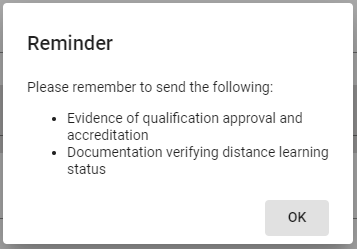 Reminder
Please remember to send the following:
• Evidence of qualification approval and
accreditation
• Documentation verifying distance learning
status
OK